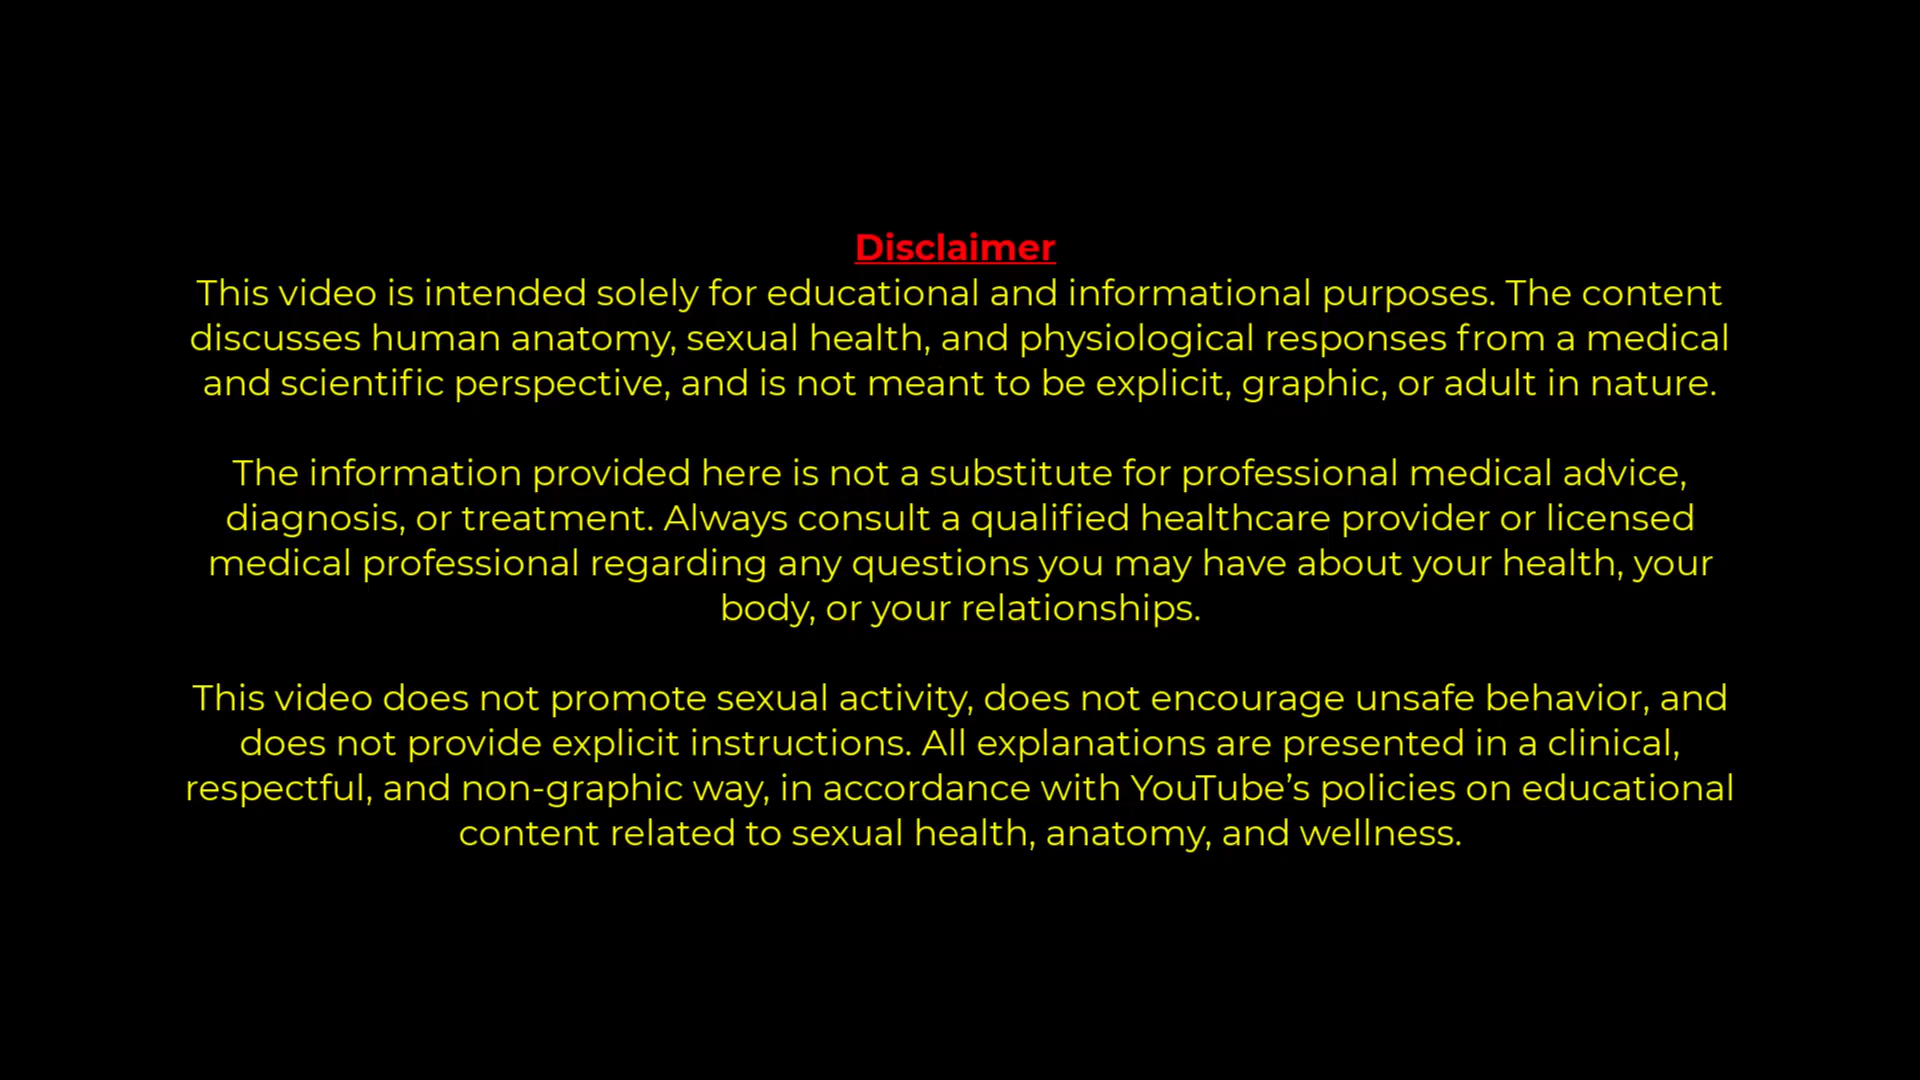 Disclaimer
This video is intended solely for educational and informational purposes. The content
discusses human anatomy, sexual health, and physiological responses from a medical
and scientific perspective, and is not meant to be explicit, graphic, or adult in nature.
The information provided here is not a substitute for professional medical advice,
diagnosis, or treatment. Always consult a qualified healthcare provider or licensed
medical professional regarding any questions you may have about your health, your
body, or your relationships.
This video does not promote sexual activity, does not encourage unsafe behavior, and
does not provide explicit instructions. All explanations are presented in a clinical,
respectful, and non-graphic way, in accordance with YouTube’s policies on educational
content related to sexual health, anatomy, and wellness.